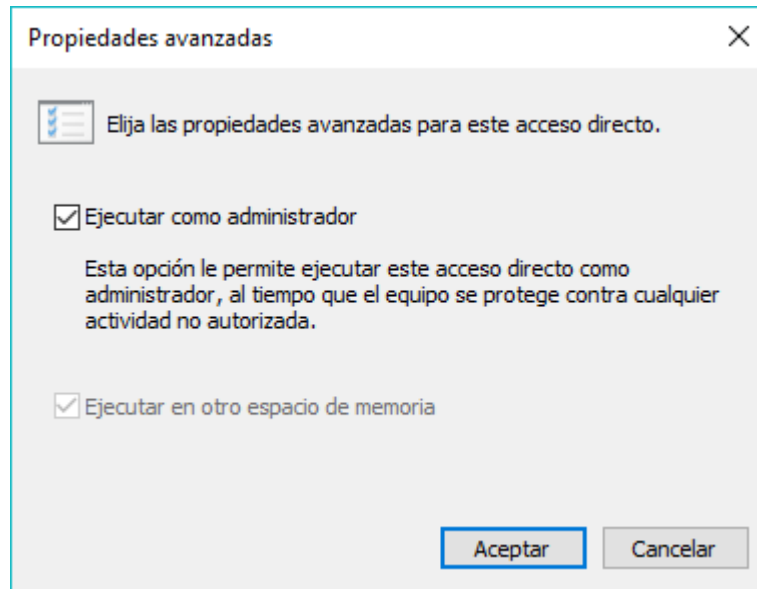 Propiedades avanzadas
Elija las propiedades avanzadas para este acceso directo.
Ejecutar como administrador
Esta opción le permite ejecutar este acceso directo como
administrador, al tiempo que el equipo se protege contra cualquier
actividad no autorizada.
Ejecutar en otro espacio de memoria
Aceptar
Cancelar